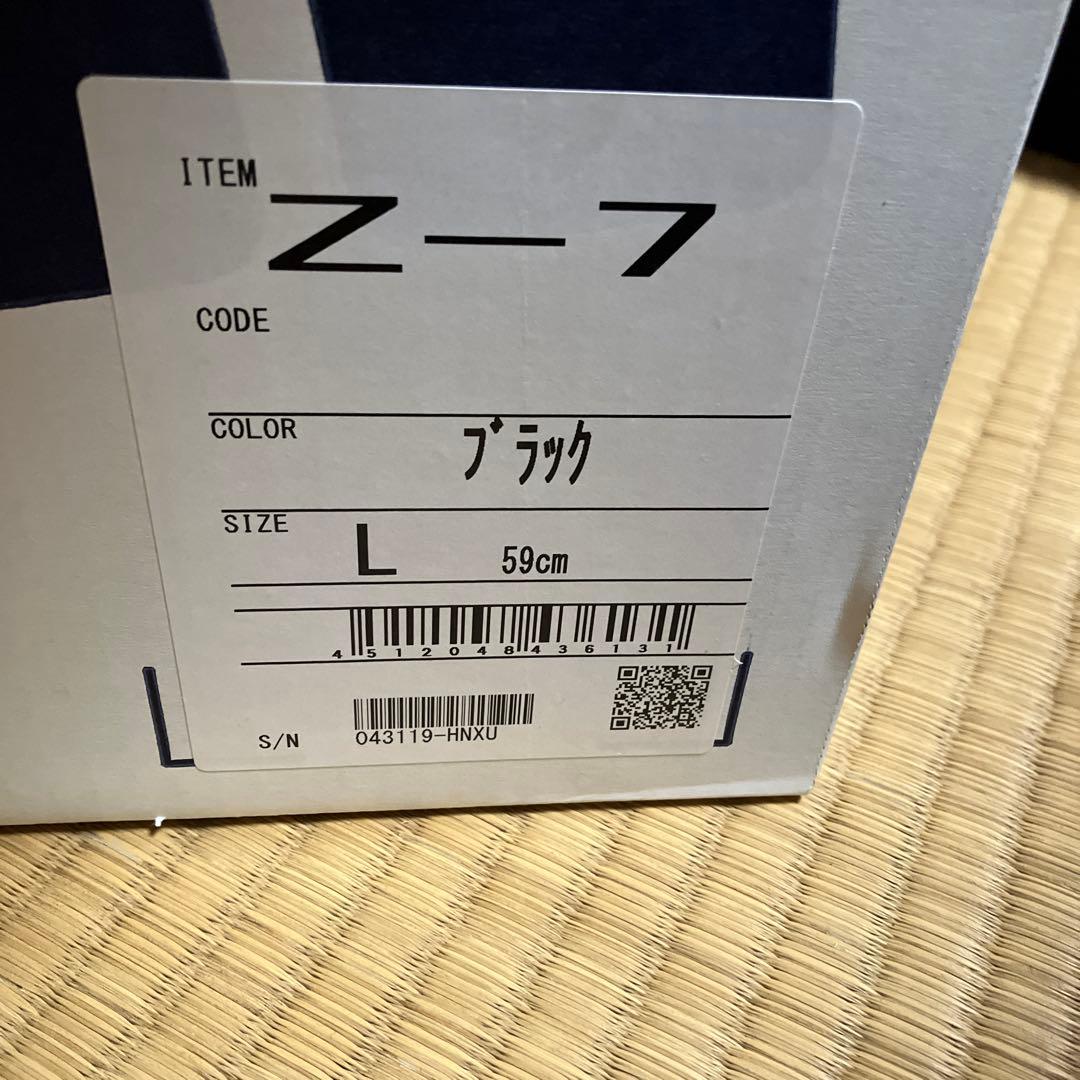 ITEM
Z－7
CODE
COLOR ﾌﾞﾗｯｸ
SIZE L 59cm
4512048436131
S/N 043119-HNXU